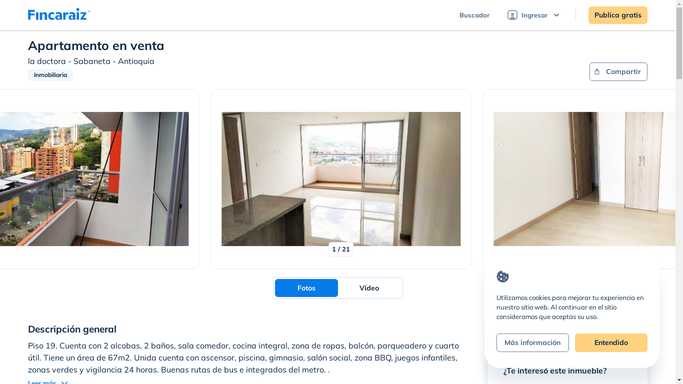 Fincaraiz
Buscador
Ingresar
Publica gratis
Apartamento en venta
la doctora - Sabaneta - Antioquia
Inmobiliaria
Compartir
1 / 21
Fotos
Video
Utilizamos cookies para mejorar tu experiencia en
nuestro sitio web. Al continuar en el sitio
consideramos que aceptas su uso.
Más información
Entendido
Descripción general
Piso 19. Cuenta con 2 alcobas, 2 baños, sala comedor, cocina integral, zona de ropas, balcón, parqueadero y cuarto
útil. Tiene un área de 67m2. Unida cuenta con ascensor, piscina, gimnasio, salón social, zona BBQ, juegos infantiles,
zonas verdes y vigilancia 24 horas. Buenas rutas de bus e integrados del metro. .
Leer más
¿Te interesó este inmueble?